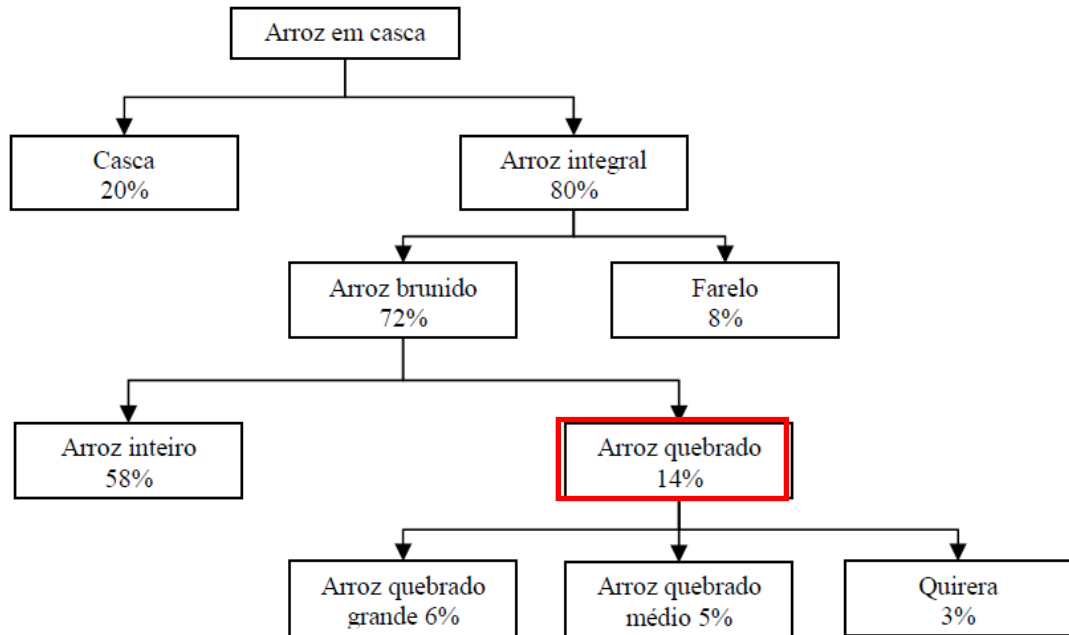 Arroz em casca
Casca
20%
Arroz integral
80%
Arroz brunido
72%
Farelo
8%
Arroz inteiro
58%
Arroz quebrado
14%
Arroz quebrado
grande 6%
Arroz quebrado
médio 5%
Quirera
3%